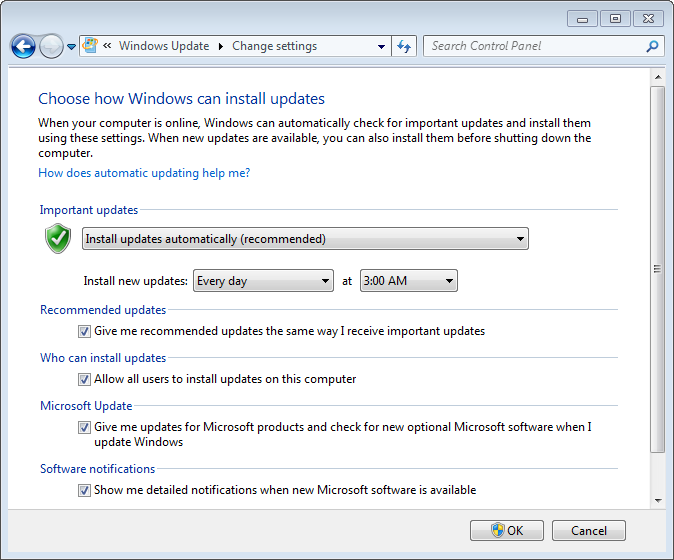 « Windows Update ▸ Change settings
Search Control Panel
Choose how Windows can install updates
When your computer is online, Windows can automatically check for important updates and install them
using these settings. When new updates are available, you can also install them before shutting down the
computer.
How does automatic updating help me?
Important updates
Install updates automatically (recommended)
Install new updates: Every day at 3:00 AM
Recommended updates
Give me recommended updates the same way I receive important updates
Who can install updates
Allow all users to install updates on this computer
Microsoft Update
Give me updates for Microsoft products and check for new optional Microsoft software when I
update Windows
Software notifications
Show me detailed notifications when new Microsoft software is available
OK Cancel